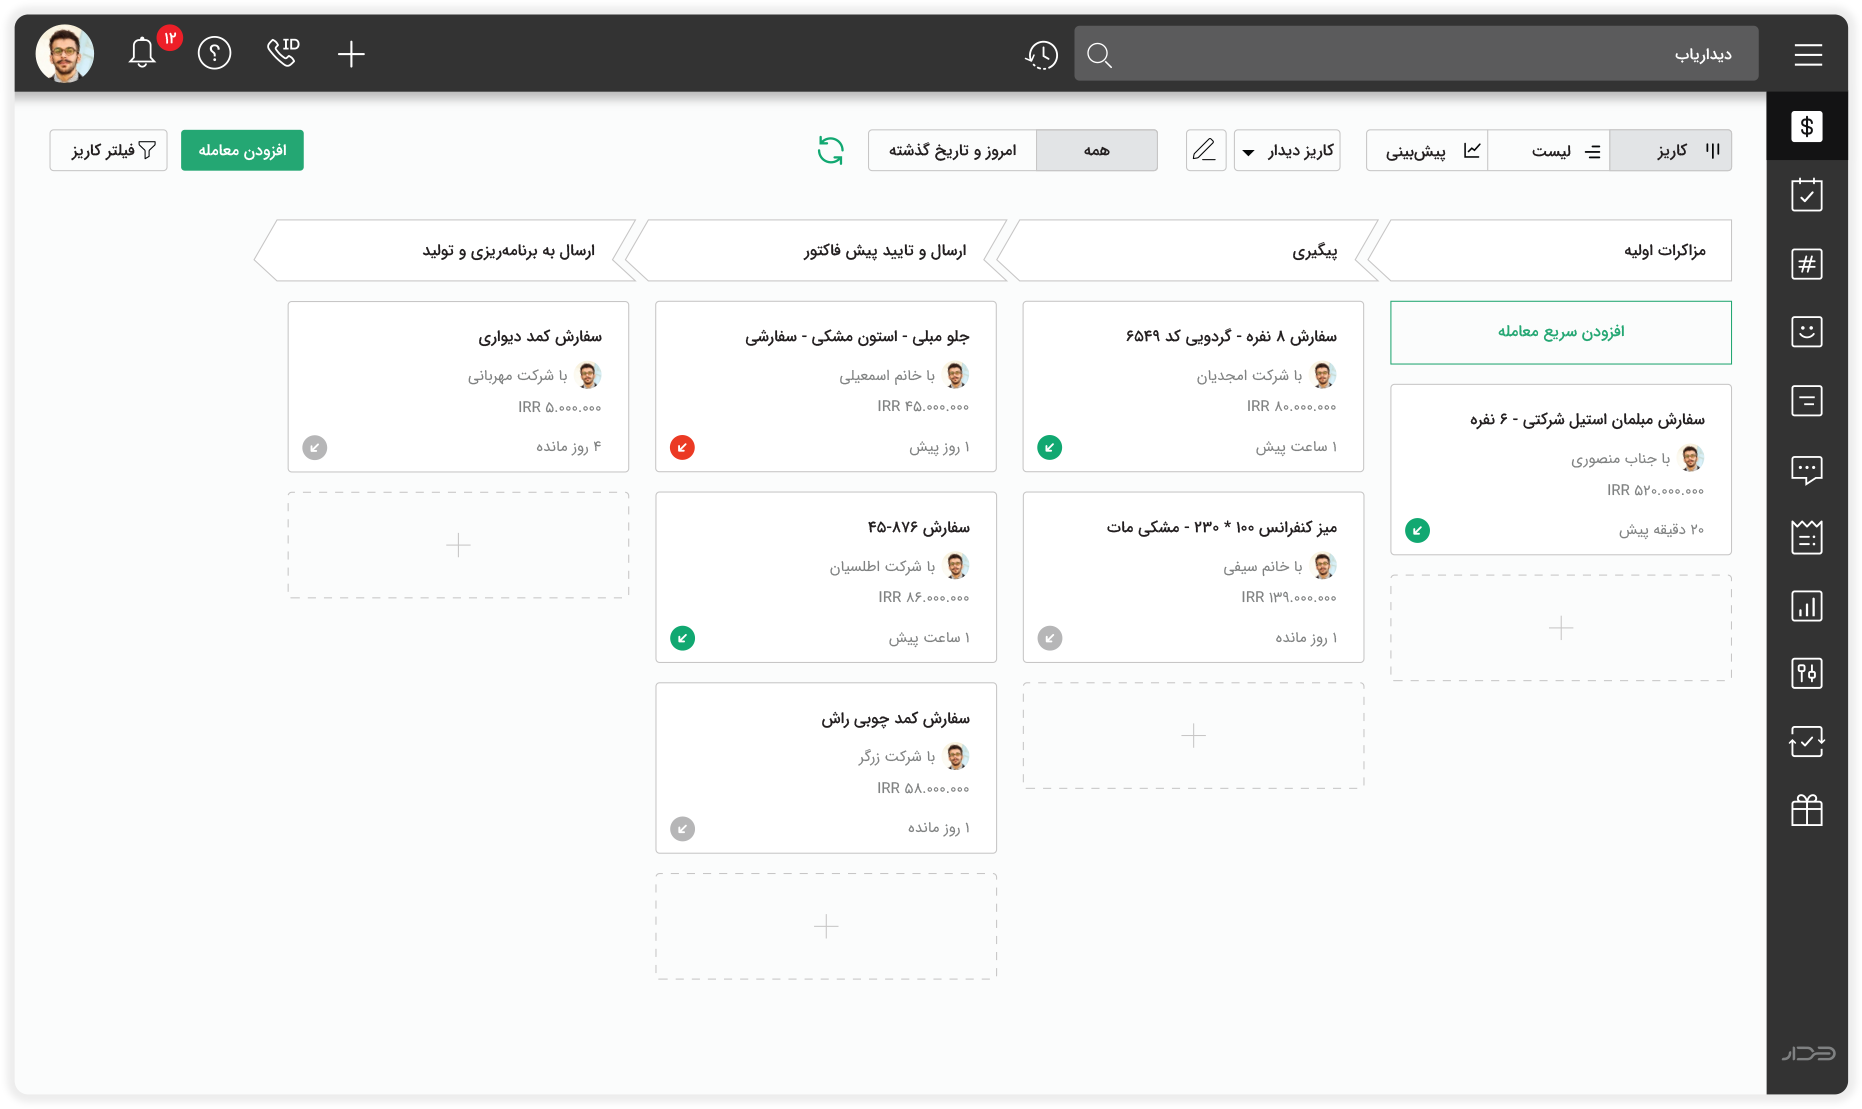 دیداریاب
ID
۱۲
کاریز
لیست
پیش‌بینی
کاریز دیدار
همه
امروز و تاریخ گذشته
افزودن معامله
فیلتر کاریز
مزاکرات اولیه
پیگیری
ارسال و تایید پیش فاکتور
ارسال به برنامه‌ریزی و تولید
افزودن سریع معامله
سفارش مبلمان استیل شرکتی - ۶ نفره
با جناب منصوری
IRR ۵۲۰.۰۰۰.۰۰۰
۲۰ دقیقه پیش
سفارش ۸ نفره - گردویی کد ۶۵۴۹
با شرکت امجدیان
IRR ۸۰.۰۰۰.۰۰۰
۱ ساعت پیش
میز کنفرانس ۱۰۰ * ۲۳۰ - مشکی مات
با خانم سیفی
IRR ۱۳۹.۰۰۰.۰۰۰
۱ روز مانده
جلو مبلی - استون مشکی - سفارشی
با خانم اسمعیلی
IRR ۴۵.۰۰۰.۰۰۰
۱ روز پیش
سفارش ۸۷۶-۴۵
با شرکت اطلسیان
IRR ۸۶.۰۰۰.۰۰۰
۱ ساعت پیش
سفارش کمد چوبی راش
با شرکت زرگر
IRR ۵۸.۰۰۰.۰۰۰
۱ روز مانده
سفارش کمد دیواری
با شرکت مهربانی
IRR ۵.۰۰۰.۰۰۰
۴ روز مانده